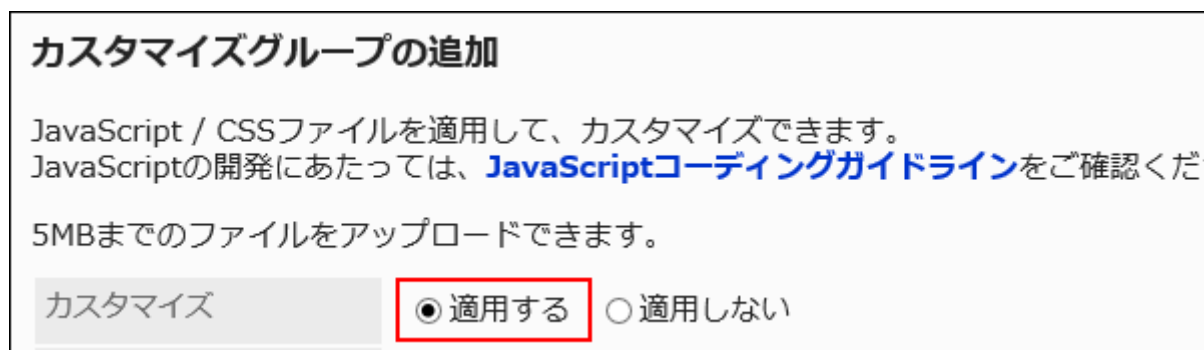 カスタマイズグループの追加
JavaScript / CSSファイルを適用して、カスタマイズできます。
JavaScriptの開発にあたっては、JavaScriptコーディングガイドラインをご確認くだ
5MBまでのファイルをアップロードできます。
カスタマイズ 適用する 適用しない